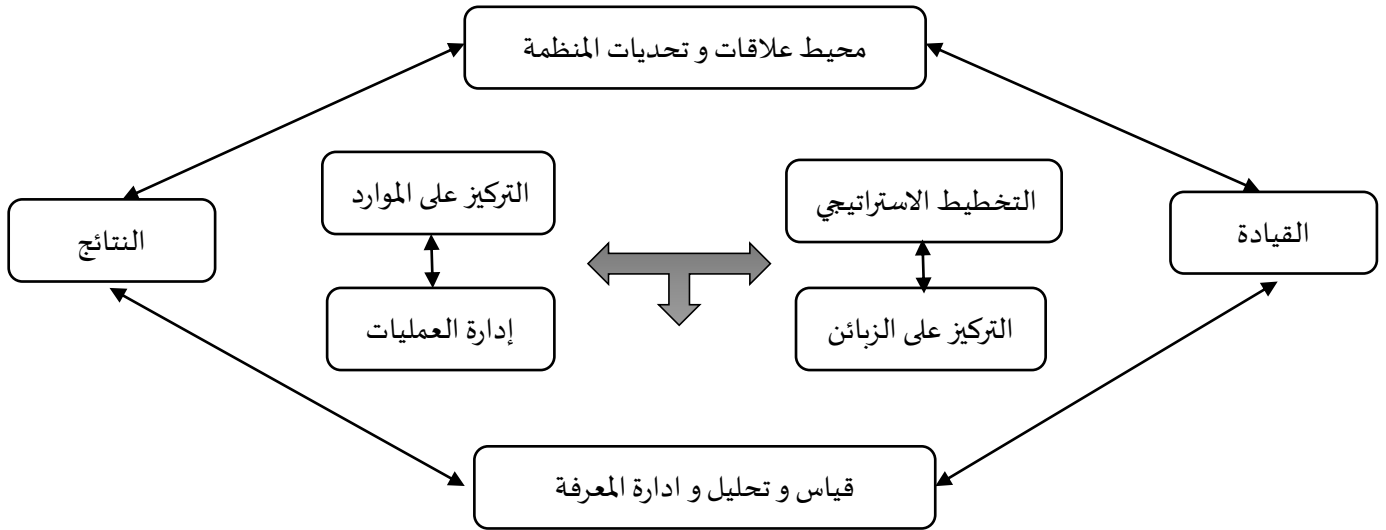 محيط علاقات و تحديات المنظمة
التخطيط الاستراتيجي
التركيز على الموارد
القيادة
النتائج
التركيز على الزبائن
إدارة العمليات
قياس و تحليل و ادارة المعرفة